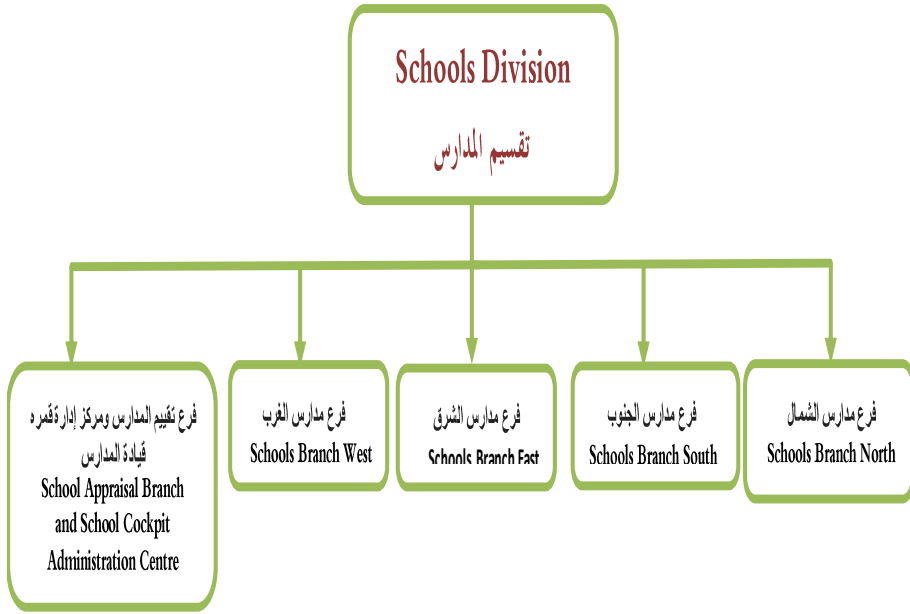 Schools Division
تقسيم المدارس
فرع تقييم المدارس ومركز إدارة قمره
قيادة المدارس
School Appraisal Branch
and School Cockpit
Administration Centre
فرع مدارس الغرب
Schools Branch West
فرع مدارس الشرق
Schools Branch East
فرع مدارس الجنوب
Schools Branch South
فرع مدارس الشمال
Schools Branch North